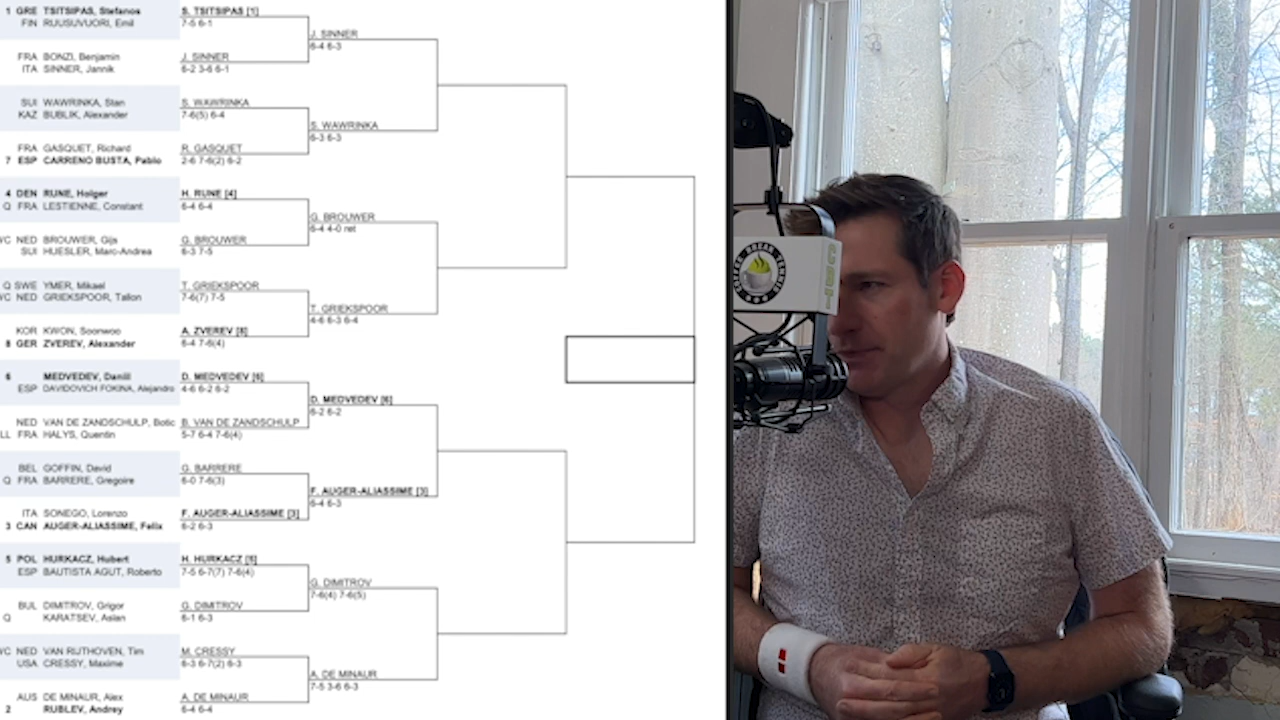 1 GRE TSITSIPAS, Stefanos
FIN RUUSUVUORI, Emil
FRA BONZI, Benjamin
ITA SINNER, Jannik
SUI WAWRINKA, Stan
KAZ BUBLIK, Alexander
FRA GASQUET, Richard
7 ESP CARRENO BUSTA, Pablo
4 DEN RUNE, Holger
Q FRA LESTIENNE, Constant
WC NED BROUWER, Gijs
SUI HUESLER, Marc-Andrea
Q SWE YMER, Mikael
WC NED GRIEKSPOOR, Tallon
KOR KWON, Soonwoo
8 GER ZVEREV, Alexander
6 MEDVEDEV, Daniil
ESP DAVIDOVICH FOKINA, Alejandro
NED VAN DE ZANDSCHULP, Botic
LL FRA HALYS, Quentin
BEL GOFFIN, David
Q FRA BARRERE, Gregoire
ITA SONEGO, Lorenzo
3 CAN AUGER-ALIASSIME, Felix
5 POL HURKACZ, Hubert
ESP BAUTISTA AGUT, Roberto
BUL DIMITROV, Grigor
Q KARATSEV, Aslan
WC NED VAN RIJTHOVEN, Tim
USA CRESSY, Maxime
AUS DE MINAUR, Alex
2 RUBLEV, Andrey
S. TSITSIPAS [1]
7-5 6-1
J. SINNER
6-2 3-6 6-1
S. WAWRINKA
7-6(5) 6-4
R. GASQUET
2-6 7-6(2) 6-2
H. RUNE [4]
6-4 6-4
G. BROUWER
6-3 7-5
T. GRIEKSPOOR
7-6(7) 7-5
A. ZVEREV [8]
6-4 7-6(4)
D. MEDVEDEV [6]
4-6 6-2 6-2
B. VAN DE ZANDSCHULP
5-7 6-4 7-6(4)
G. BARRERE
6-0 7-6(3)
F. AUGER-ALIASSIME [3]
6-2 6-3
H. HURKACZ [5]
7-5 6-7(7) 7-6(4)
G. DIMITROV
6-1 6-3
M. CRESSY
6-3 6-7(2) 6-3
A. DE MINAUR
6-4 6-4
J. SINNER
6-4 6-3
S. WAWRINKA
6-3 6-3
G. BROUWER
6-4 4-0 ret
T. GRIEKSPOOR
4-6 6-3 6-4
D. MEDVEDEV [6]
6-2 6-2
F. AUGER-ALIASSIME [3]
6-4 6-3
G. DIMITROV
7-6(4) 7-6(5)
A. DE MINAUR
7-5 3-6 6-3
COFFEE BREAK TENNIS